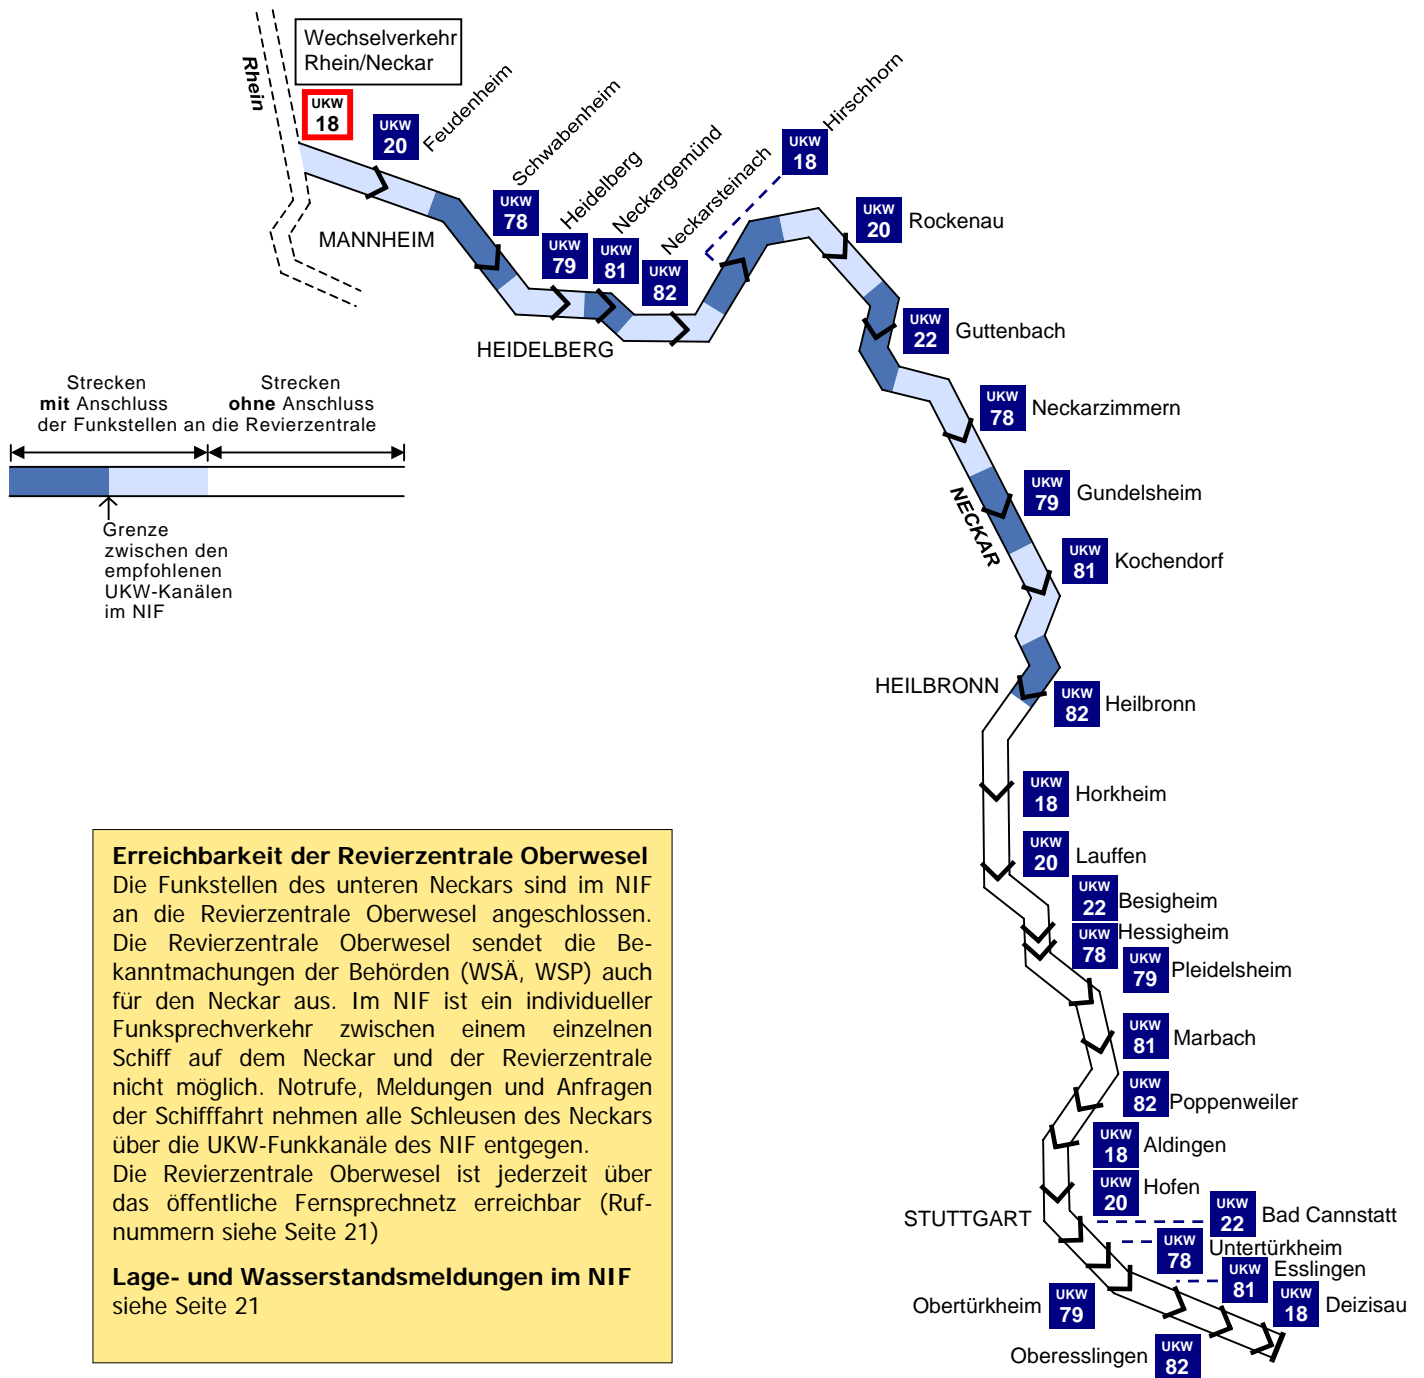 Wechselverkehr
Rhein/Neckar
Rhein
UKW
18
UKW
20
Feudenheim
UKW
78
Schwabenheim
UKW
79
Heidelberg
UKW
81
Neckargemünd
UKW
82
Neckarsteinach
UKW
18
Hirschhorn
UKW
20
Rockenau
MANNHEIM
HEIDELBERG
UKW
22
Guttenbach
UKW
78
Neckarzimmern
UKW
79
Gundelsheim
NECKAR
UKW
81
Kochendorf
HEILBRONN
UKW
82
Heilbronn
Strecken
mit Anschluss
Strecken
ohne Anschluss
der Funkstellen an die Revierzentrale
Grenze
zwischen den
empfohlenen
UKW-Kanälen
im NIF
UKW
18
Horkheim
UKW
20
Lauffen
UKW
22
Besigheim
UKW
78
Hessigheim
UKW
79
Pleidelsheim
UKW
81
Marbach
UKW
82
Poppenweiler
UKW
18
Aldingen
UKW
20
Hofen
STUTTGART
UKW
22
Bad Cannstatt
UKW
78
Untertürkheim
Obertürkheim
UKW
79
UKW
81
Esslingen
Oberesslingen
UKW
82
UKW
18
Deizisau
Erreichbarkeit der Revierzentrale Oberwesel
Die Funkstellen des unteren Neckars sind im NIF
an die Revierzentrale Oberwesel angeschlossen.
Die Revierzentrale Oberwesel sendet die Be-
kanntmachungen der Behörden (WSÄ, WSP) auch
für den Neckar aus. Im NIF ist ein individueller
Funksprechverkehr zwischen einem einzelnen
Schiff auf dem Neckar und der Revierzentrale
nicht möglich. Notrufe, Meldungen und Anfragen
der Schifffahrt nehmen alle Schleusen des Neckars
über die UKW-Funkkanäle des NIF entgegen.
Die Revierzentrale Oberwesel ist jederzeit über
das öffentliche Fernsprechnetz erreichbar (Ruf-
nummern siehe Seite 21)
Lage- und Wasserstandsmeldungen im NIF
siehe Seite 21